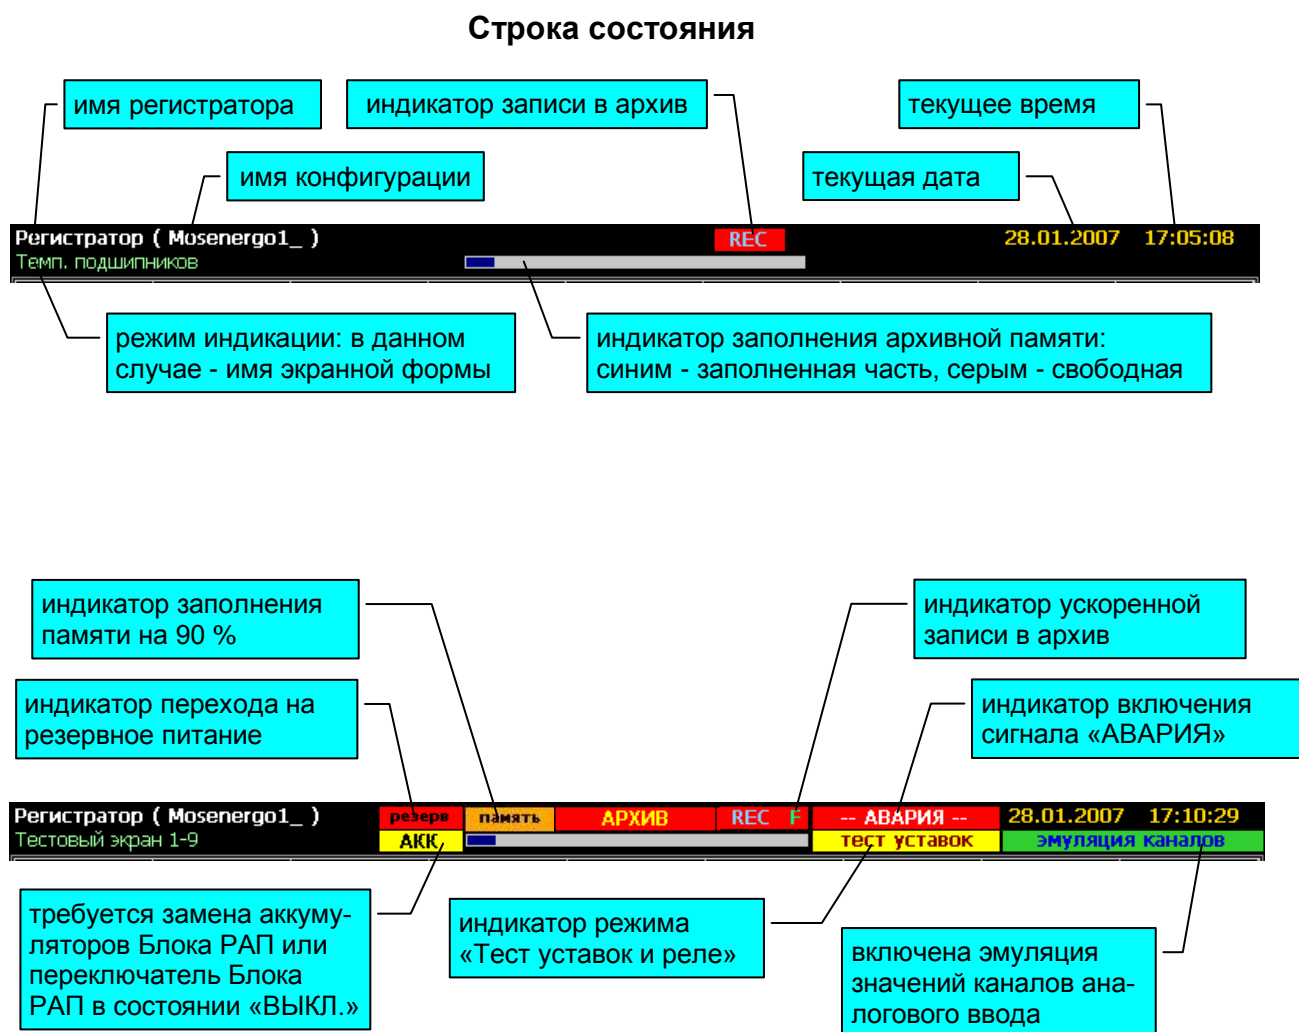 Строка состояния
имя регистратора
индикатор записи в архив
текущее время
имя конфигурации
текущая дата
Регистратор ( Mosenergo1_ )
REC
28.01.2007 17:05:08
Темп. подшипников
режим индикации: в данном
случае - имя экранной формы
индикатор заполнения архивной памяти:
синим - заполненная часть, серым - свободная
индикатор заполнения
памяти на 90 %
индикатор ускоренной
записи в архив
индикатор перехода на
резервное питание
индикатор включения
сигнала «АВАРИЯ»
Регистратор ( Mosenergo1_ )
резерв
память
АРХИВ
REC F
-- АВАРИЯ --
28.01.2007 17:10:29
Тестовый экран 1-9
АКК
тест уставок
эмуляция каналов
требуется замена аккуму-
ляторов Блока РАП или
переключатель Блока
РАП в состоянии «ВЫКЛ.»
индикатор режима
«Тест уставок и реле»
включена эмуляция
значений каналов ана-
логового ввода